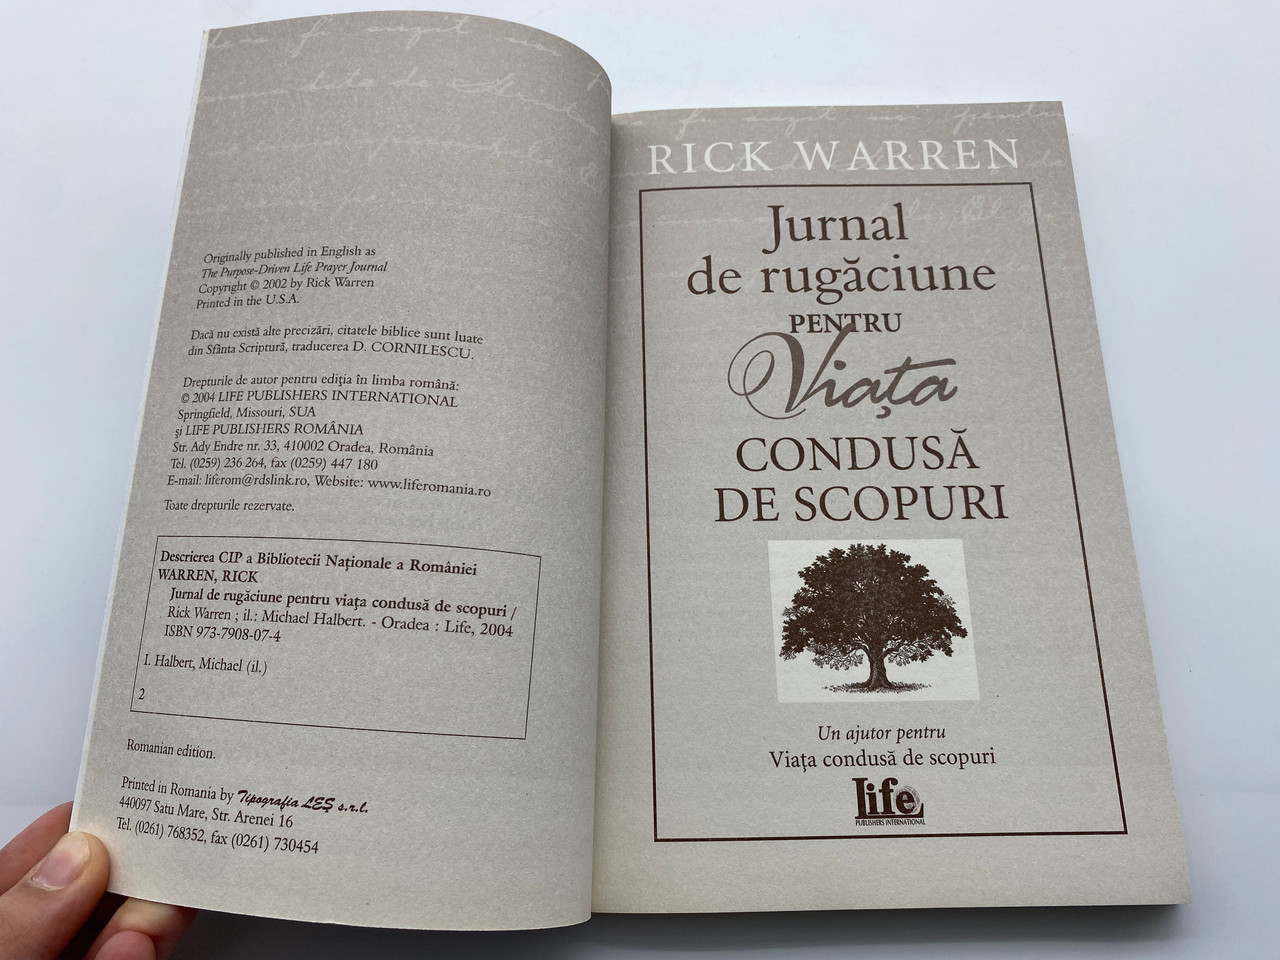 Originally published in English as
The Purpose-Driven Life Prayer Journal
Copyright © 2002 by Rick Warren
Printed in the U.S.A.
Dacă nu există alte precizări, citatele biblice sunt luate
din Sfânta Scriptură, traducerea D. CORNILESCU.
Drepturile de autor pentru ediția în limba română:
© 2004 LIFE PUBLISHERS INTERNATIONAL
Springfield, Missouri, SUA
și LIFE PUBLISHERS ROMÂNIA
Str. Ady Endre nr. 33, 410002 Oradea, România
Tel. (0259) 236 264, fax (0259) 447 180
E-mail: liferom@rdslink.ro, Website: www.liferomania.ro
Toate drepturile rezervate.
Descrierea CIP a Bibliotecii Naționale a României
WARREN, RICK
Jurnal de rugăciune pentru viața condusă de scopuri /
Rick Warren ; il.: Michael Halbert. - Oradea : Life, 2004
ISBN 973-7908-07-4
I. Halbert, Michael (il.)
2
Romanian edition.
Printed in Romania by Tipografia LEȘ s.r.l.
440097 Satu Mare, Str. Arenei 16
Tel. (0261) 768352, fax (0261) 730454
RICK WARREN
Jurnal
de rugăciune
PENTRU
Viața
CONDUSĂ
DE SCOPURI
Un ajutor pentru
Viața condusă de scopuri
Life
PUBLISHERS INTERNATIONAL